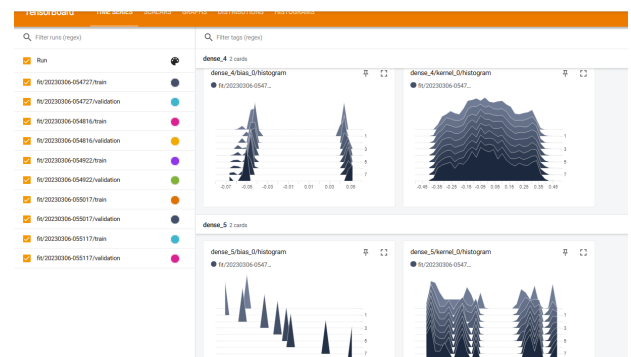 TensorBoard TIME SERIES SCALARS GRAPHS DISTRIBUTIONS HISTOGRAMS
Filter runs (regex)
Filter tags (regex)
Run
fit/20230306-054727/train
fit/20230306-054727/validation
fit/20230306-054816/train
fit/20230306-054816/validation
fit/20230306-054922/train
fit/20230306-054922/validation
fit/20230306-055017/train
fit/20230306-055017/validation
fit/20230306-055117/train
fit/20230306-055117/validation
dense_4 2 cards
dense_4/bias_0/histogram
fit/20230306-0547...
1
3
5
7
-0.07 -0.05 -0.03 -0.01 0.01 0.03 0.06
dense_4/kernel_0/histogram
fit/20230306-0547...
1
3
5
7
-0.45 -0.35 -0.25 -0.15 -0.05 0.05 0.15 0.25 0.35 0.45
dense_5 2 cards
dense_5/bias_0/histogram
fit/20230306-0547...
1
3
5
7
dense_5/kernel_0/histogram
fit/20230306-0547...
1
3
5
7